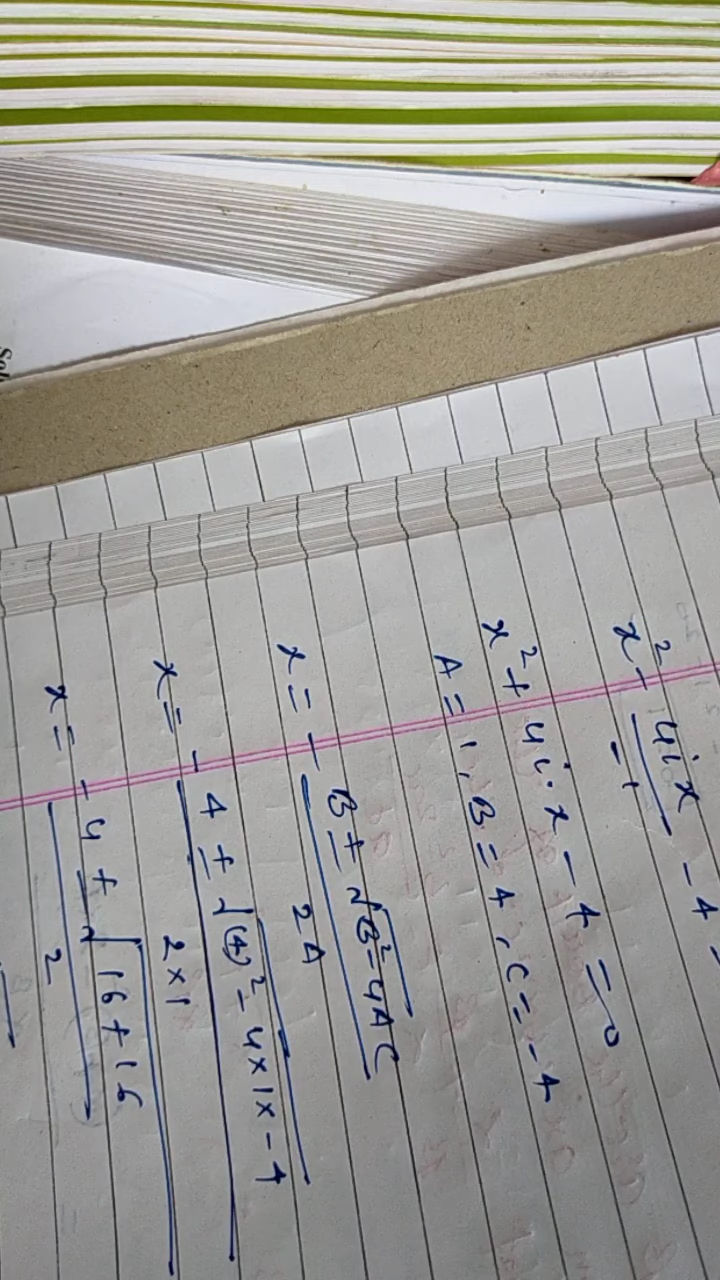 x² - 4ix/-1 - 4 =
x² + 4i·x - 4 = 0
A = 1, B = 4, C = -4
x = -B ± √B² - 4AC / 2A
x = -4 ± √(4)² - 4×1×-4 / 2×1
x = -4 ± √16+16 / 2